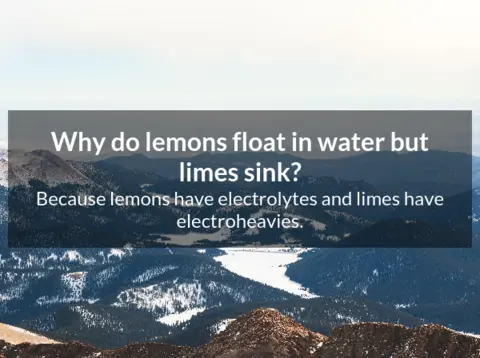 Why do lemons float in water but
limes sink?
Because lemons have electrolytes and limes have
electroheavies.